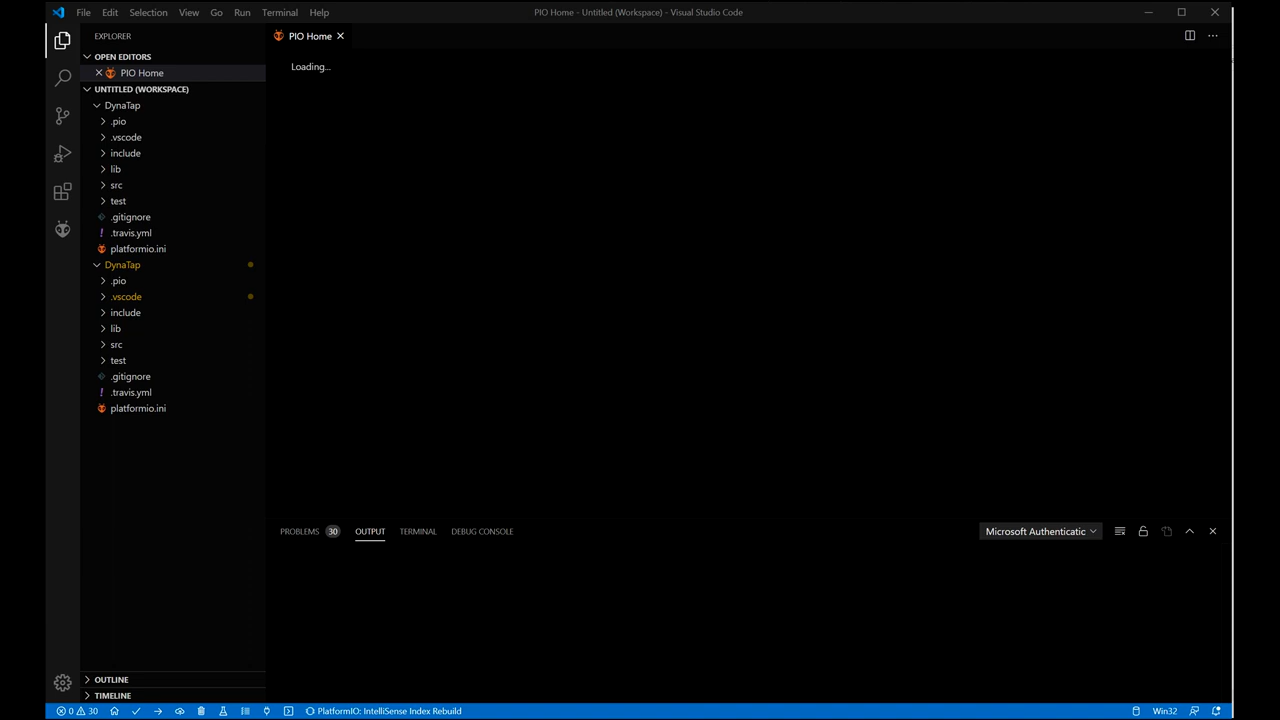 File Edit Selection View Go Run Terminal Help
PIO Home - Untitled (Workspace) - Visual Studio Code
EXPLORER
PIO Home
OPEN EDITORS
PIO Home
Loading...
UNTITLED (WORKSPACE)
DynaTap
.pio
.vscode
include
lib
src
test
.gitignore
.travis.yml
platformio.ini
DynaTap
.pio
.vscode
include
lib
src
test
.gitignore
.travis.yml
platformio.ini
PROBLEMS 30 OUTPUT TERMINAL DEBUG CONSOLE
Microsoft Authenticatic
OUTLINE
TIMELINE
0 30 PlatformIO: IntelliSense Index Rebuild Win32